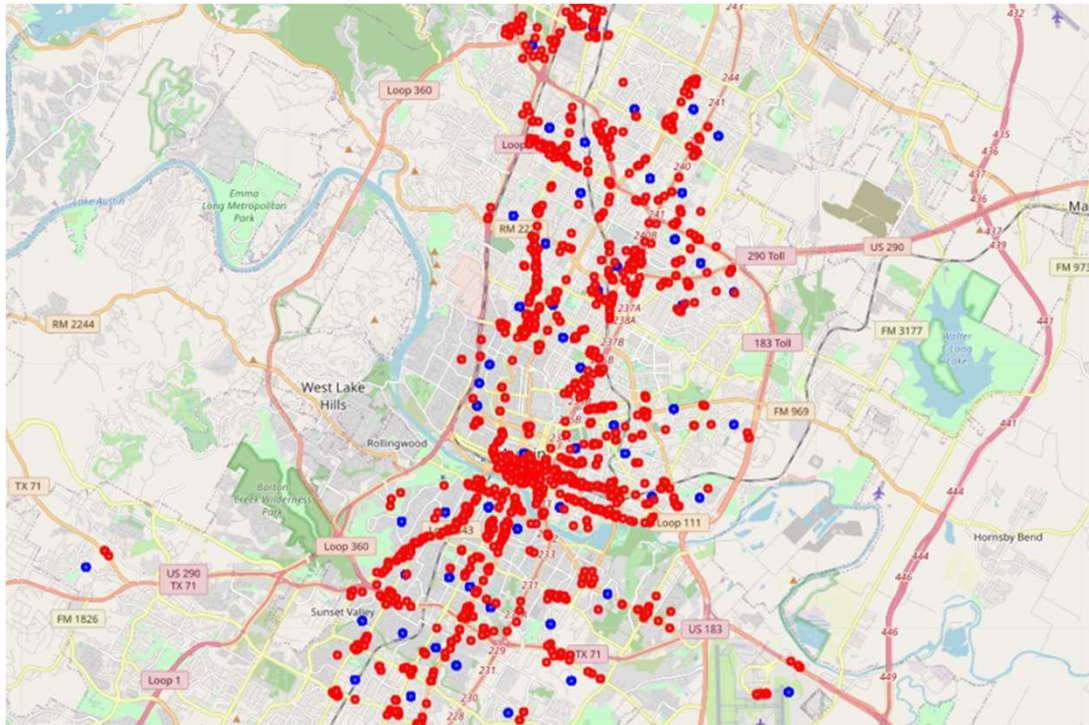 432
243
244
Loop 360
241
435
436
Lake Austin
Emma
Long Metropolitan
Park
240
437
241
436
Ma
RM 22
240B
437
439
US 290
290 Toll
FM 973
237A
238A
RM 2244
FM 3177
441
Walter
E Long
Lake
237B
183 Toll
West Lake
Hills
FM 969
441
Rollingwood
TX 71
Barton
Creek Wilderness
Park
444
Loop 111
Hornsby Bend
Loop 360
233
444
US 290
TX 71
231
446
FM 1826
Sunset Valley
US 183
446
229
TX 71
231
449
Loop 1
230
228